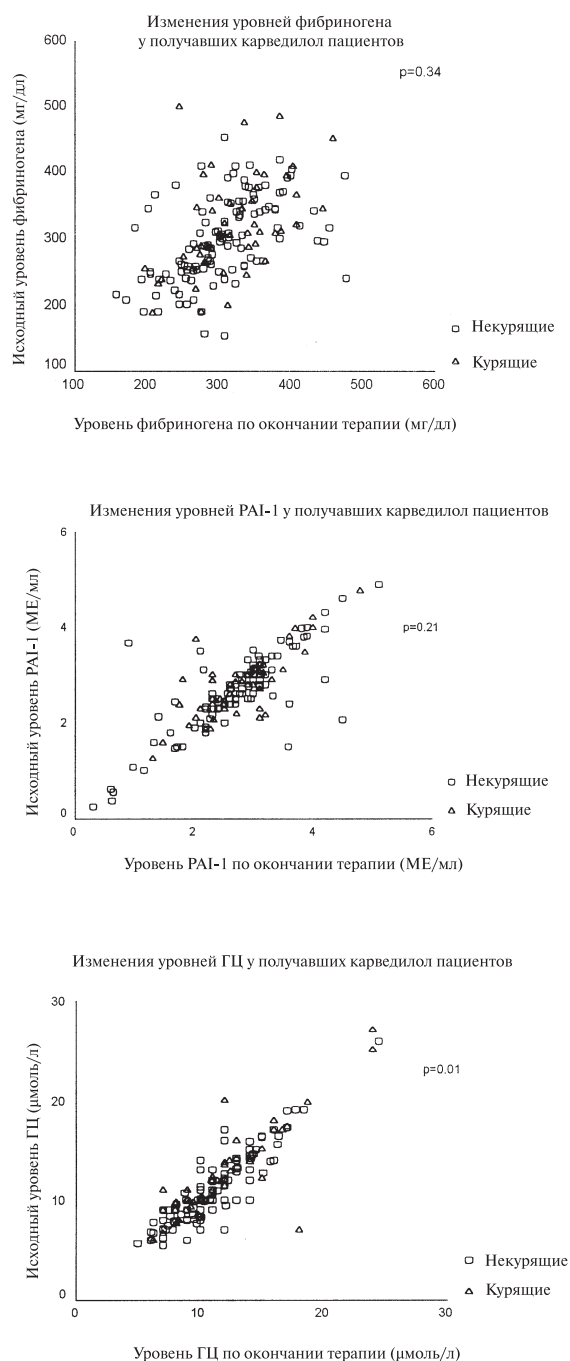 Изменения уровней фибриногена
у получавших карведилол пациентов
p=0.34
Исходный уровень фибриногена (мг/дл)
600
500
400
300
200
100
100 200 300 400 500 600
Некурящие
Курящие
Уровень фибриногена по окончании терапии (мг/дл)
Изменения уровней PAI-1 у получавших карведилол пациентов
p=0.21
Исходный уровень PAI-1 (МЕ/мл)
6
4
2
0
0 2 4 6
Некурящие
Курящие
Уровень PAI-1 по окончании терапии (МЕ/мл)
Изменения уровней ГЦ у получавших карведилол пациентов
p=0.01
Исходный уровень ГЦ (μмоль/л)
30
20
10
0
0 10 20 30
Некурящие
Курящие
Уровень ГЦ по окончании терапии (μмоль/л)